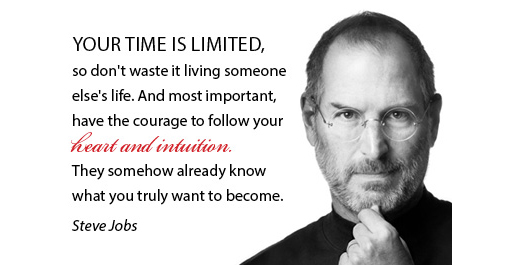 YOUR TIME IS LIMITED,
so don't waste it living someone
else's life. And most important,
have the courage to follow your
heart and intuition.
They somehow already know
what you truly want to become.
Steve Jobs